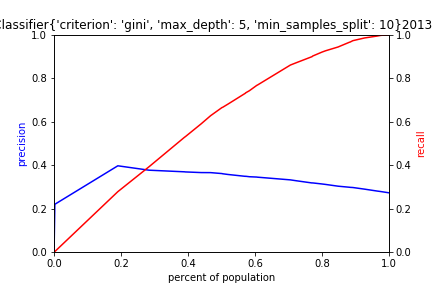 Classifier{'criterion': 'gini', 'max_depth': 5, 'min_samples_split': 10}2013
1.0
0.8
0.6
0.4
0.2
0.0
precision
1.0
0.8
0.6
0.4
0.2
0.0
recall
0.0 0.2 0.4 0.6 0.8 1.0
percent of population